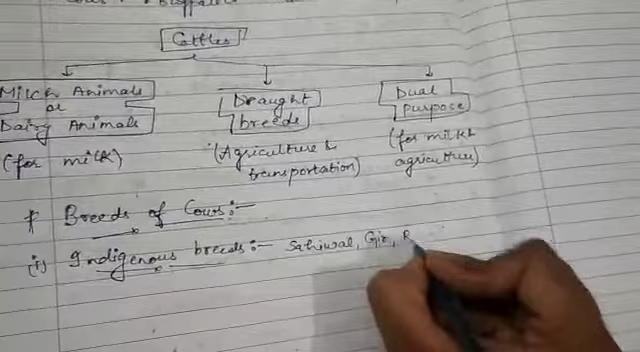 Cattles
Milch Animals
or
Dairy Animals
(for milk)
Draught
breeds
(Agriculture &
transportation)
Dual
purpose
(for milk &
agriculture)
Breeds of Cows:-
(i) Indigenous breeds:- Sahiwal, Gir, R